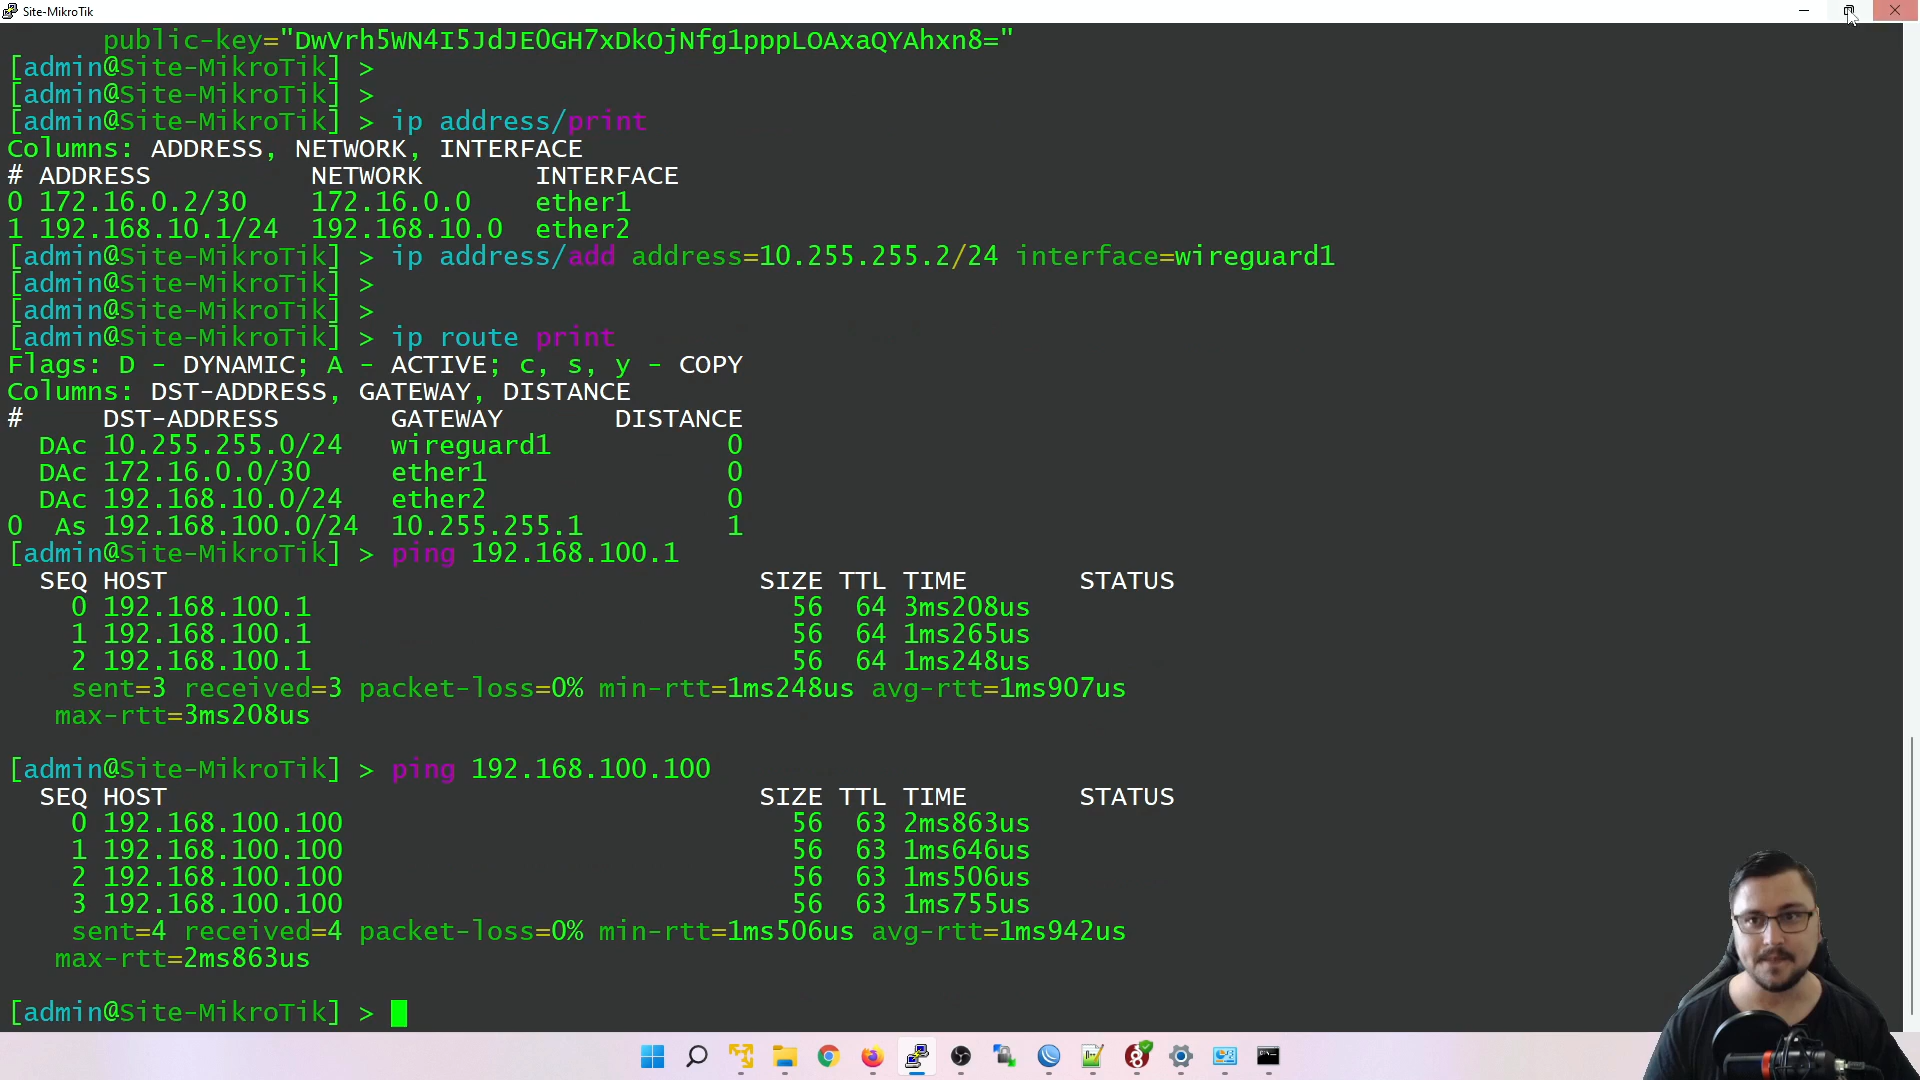 Site-MikroTik
public-key="DwVrh5WN4I5JdJE0GH7xDkOjNfg1pppLOAxaQYAhxn8="
[admin@Site-MikroTik] >
[admin@Site-MikroTik] >
[admin@Site-MikroTik] > ip address/print
Columns: ADDRESS, NETWORK, INTERFACE
# ADDRESS NETWORK INTERFACE
0 172.16.0.2/30 172.16.0.0 ether1
1 192.168.10.1/24 192.168.10.0 ether2
[admin@Site-MikroTik] > ip address/add address=10.255.255.2/24 interface=wireguard1
[admin@Site-MikroTik] >
[admin@Site-MikroTik] >
[admin@Site-MikroTik] > ip route print
Flags: D - DYNAMIC; A - ACTIVE; c, s, y - COPY
Columns: DST-ADDRESS, GATEWAY, DISTANCE
# DST-ADDRESS GATEWAY DISTANCE
DAc 10.255.255.0/24 wireguard1 0
DAc 172.16.0.0/30 ether1 0
DAc 192.168.10.0/24 ether2 0
0 As 192.168.100.0/24 10.255.255.1 1
[admin@Site-MikroTik] > ping 192.168.100.1
SEQ HOST SIZE TTL TIME STATUS
0 192.168.100.1 56 64 3ms208us
1 192.168.100.1 56 64 1ms265us
2 192.168.100.1 56 64 1ms248us
sent=3 received=3 packet-loss=0% min-rtt=1ms248us avg-rtt=1ms907us
max-rtt=3ms208us
[admin@Site-MikroTik] > ping 192.168.100.100
SEQ HOST SIZE TTL TIME STATUS
0 192.168.100.100 56 63 2ms863us
1 192.168.100.100 56 63 1ms646us
2 192.168.100.100 56 63 1ms506us
3 192.168.100.100 56 63 1ms755us
sent=4 received=4 packet-loss=0% min-rtt=1ms506us avg-rtt=1ms942us
max-rtt=2ms863us
[admin@Site-MikroTik] >